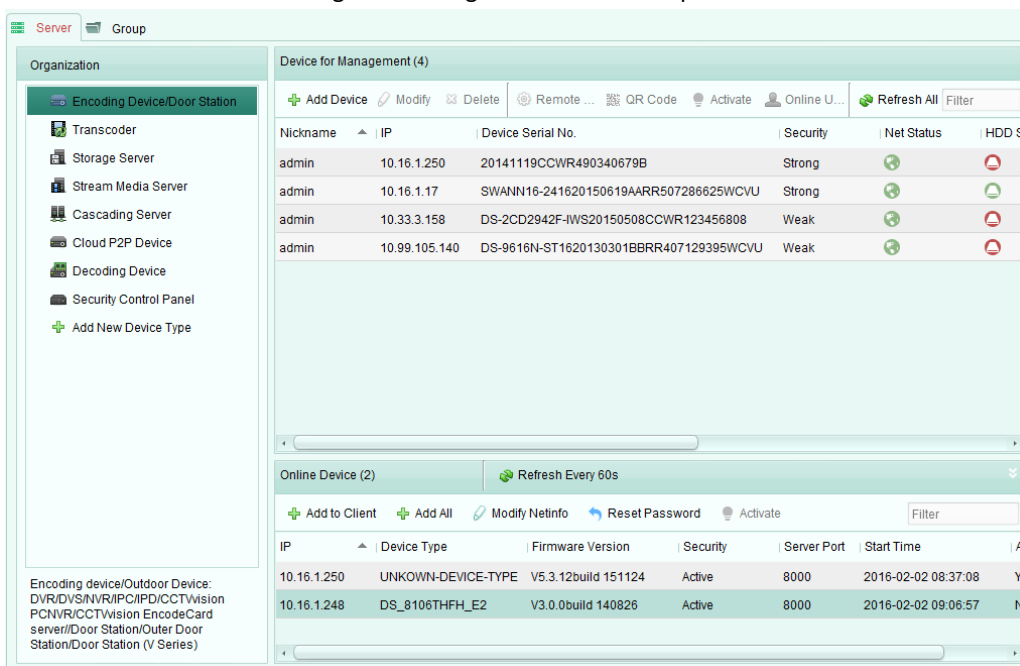 Server Group
Organization
Encoding Device/Door Station
Transcoder
Storage Server
Stream Media Server
Cascading Server
Cloud P2P Device
Decoding Device
Security Control Panel
Add New Device Type
Encoding device/Outdoor Device:
DVR/DVS/NVR/IPC/IPD/CCTVvision
PCNVR/CCTVvision EncodeCard
server//Door Station/Outer Door
Station/Door Station (V Series)
Device for Management (4)
Add Device Modify Delete Remote ... QR Code Activate Online U... Refresh All Filter
Nickname IP Device Serial No. Security Net Status HDD S
admin 10.16.1.250 20141119CCWR490340679B Strong
admin 10.16.1.17 SWANN16-241620150619AARR507286625WCVU Strong
admin 10.33.3.158 DS-2CD2942F-IWS20150508CCWR123456808 Weak
admin 10.99.105.140 DS-9616N-ST1620130301BBRR407129395WCVU Weak
Online Device (2) Refresh Every 60s
Add to Client Add All Modify Netinfo Reset Password Activate Filter
IP Device Type Firmware Version Security Server Port Start Time
10.16.1.250 UNKOWN-DEVICE-TYPE V5.3.12build 151124 Active 8000 2016-02-02 08:37:08
10.16.1.248 DS_8106THFH_E2 V3.0.0build 140826 Active 8000 2016-02-02 09:06:57